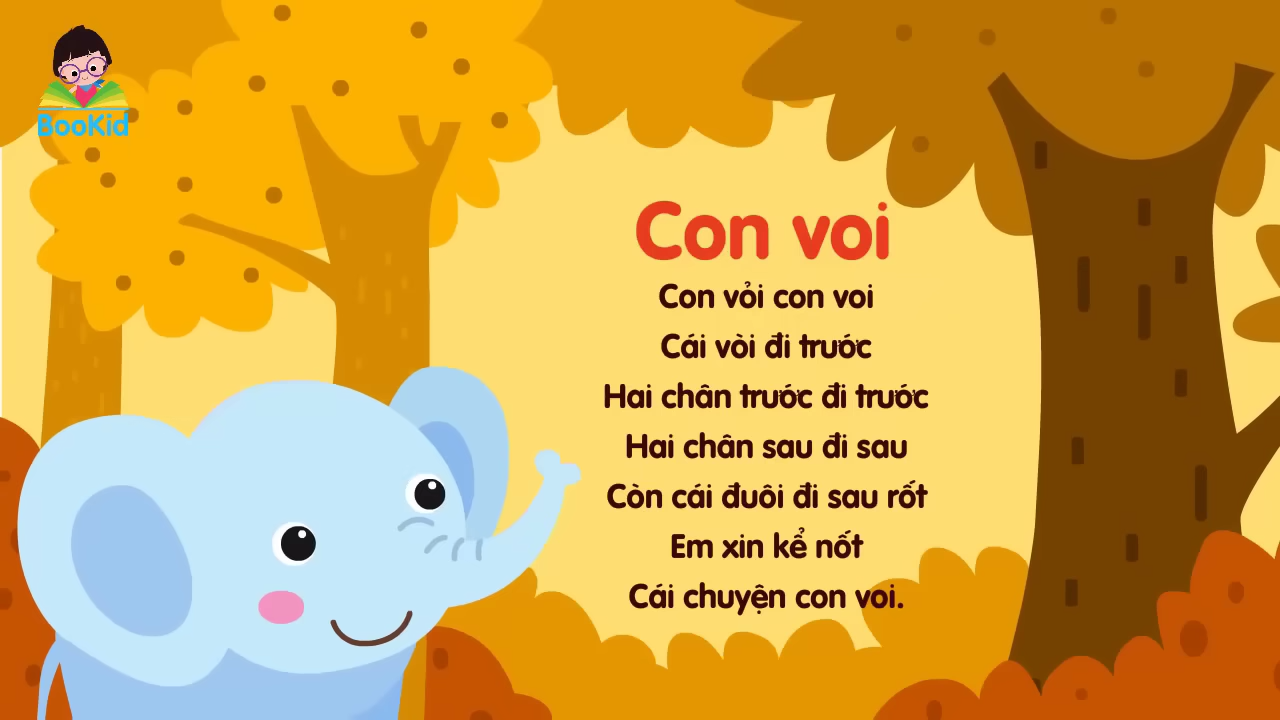 BooKid
Con voi
Con vỏi con voi
Cái vòi đi trước
Hai chân trước đi trước
Hai chân sau đi sau
Còn cái đuôi đi sau rốt
Em xin kể nốt
Cái chuyện con voi.